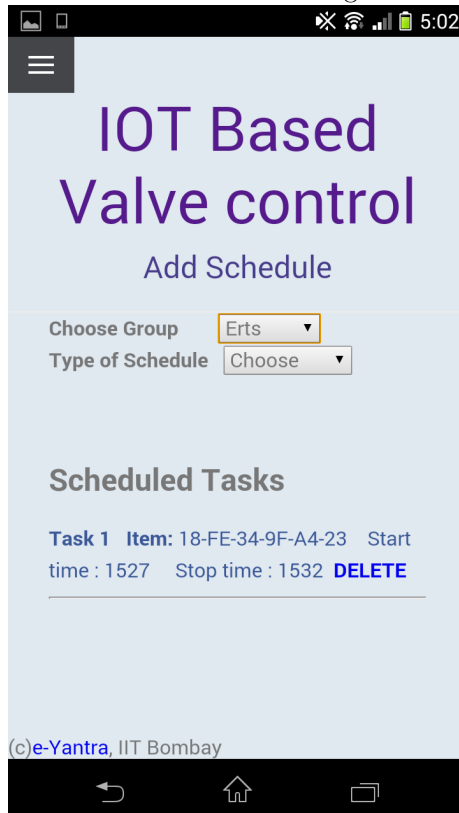 5:02
IOT Based
Valve control
Add Schedule
Choose Group Erts
Type of Schedule Choose
Scheduled Tasks
Task 1 Item: 18-FE-34-9F-A4-23 Start
time : 1527 Stop time : 1532 DELETE
(c)e-Yantra, IIT Bombay